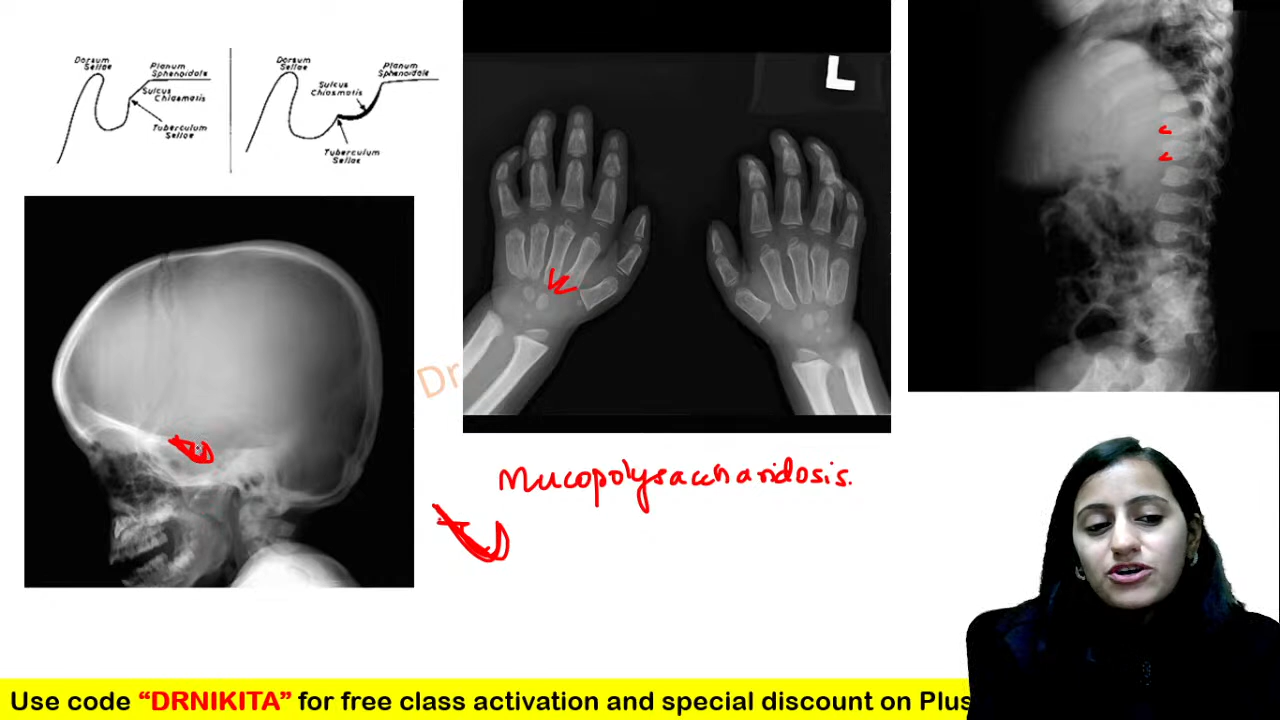 Dorsum
Sellae
Planum
Sphenoidale
Sulcus
Chiasmatis
Tuberculum
Sellae
Dorsum
Sellae
Sulcus
Chiasmatis
Planum
Sphenoidale
Tuberculum
Sellae
L
Dr
Mucopolysaccharidosis.
Use code “DRNIKITA” for free class activation and special discount on Plus